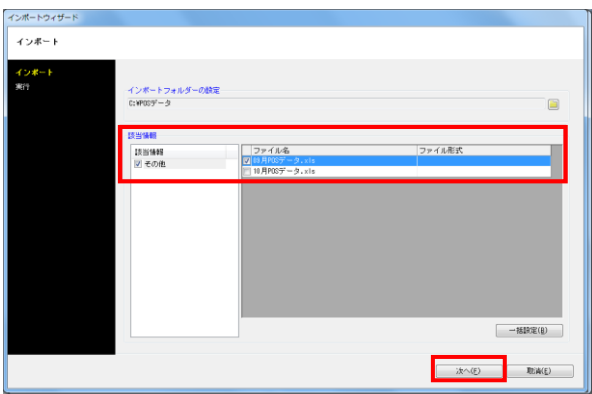 インポートウィザード
インポート
インポート
実行
インポートフォルダーの設定
C:¥POSデータ
該当情報
該当情報
ファイル名 ファイル形式
その他
09月POSデータ.xls
10月POSデータ.xls
一括設定(B)
次へ(F) 取消(E)